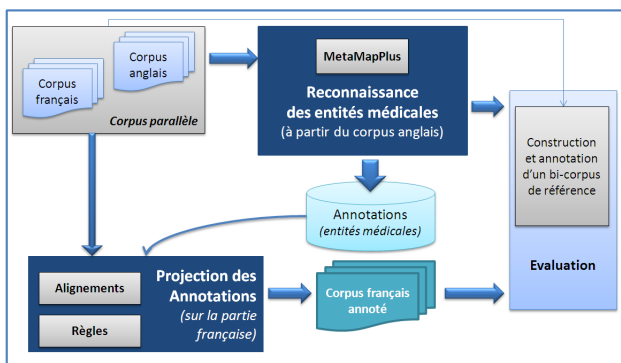 Corpus
français
Corpus
anglais
Corpus parallèle
MetaMapPlus
Reconnaissance
des entités médicales
(à partir du corpus anglais)
Construction
et annotation
d'un bi-corpus
de référence
Evaluation
Annotations
(entités médicales)
Alignements
Règles
Projection des
Annotations
(sur la partie
française)
Corpus français
annoté